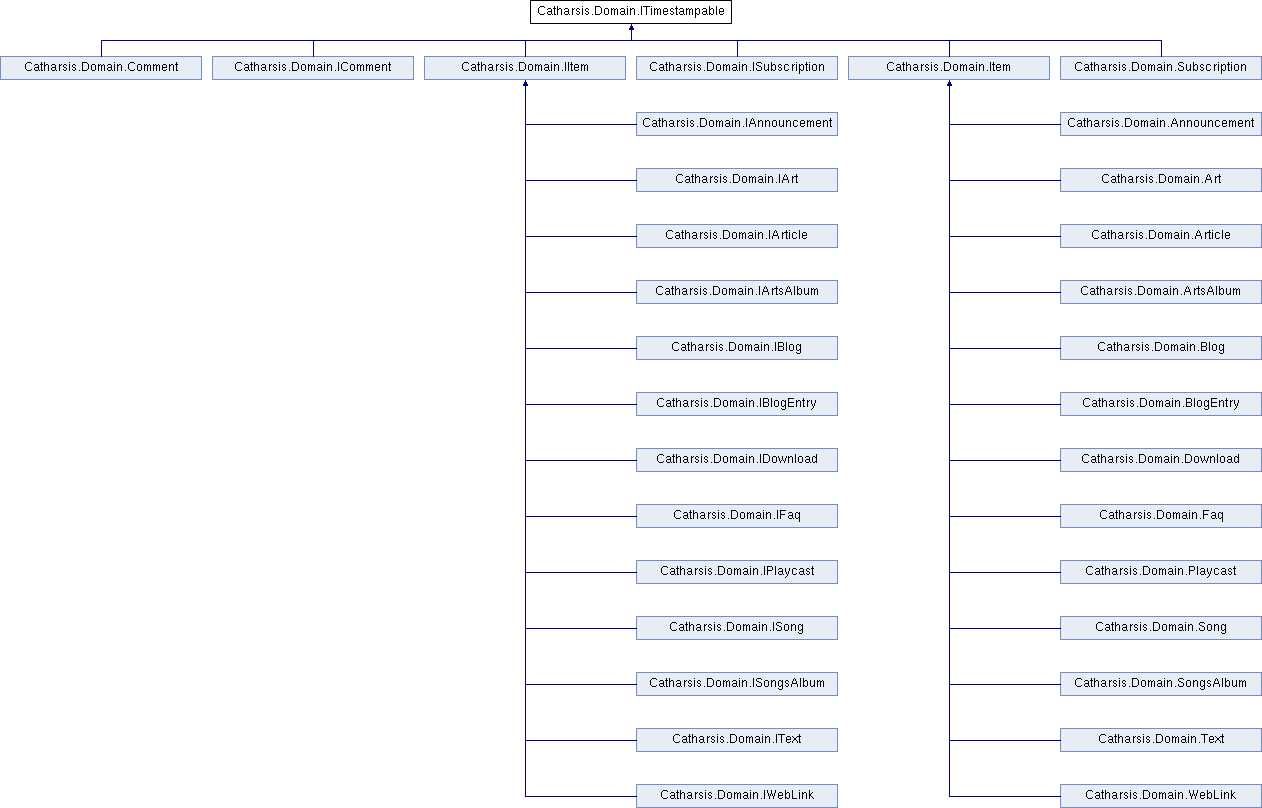 Catharsis.Domain.ITimestampable
Catharsis.Domain.Comment
Catharsis.Domain.IComment
Catharsis.Domain.IItem
Catharsis.Domain.ISubscription
Catharsis.Domain.Item
Catharsis.Domain.Subscription
Catharsis.Domain.IAnnouncement
Catharsis.Domain.Announcement
Catharsis.Domain.IArt
Catharsis.Domain.Art
Catharsis.Domain.IArticle
Catharsis.Domain.Article
Catharsis.Domain.IArtsAlbum
Catharsis.Domain.ArtsAlbum
Catharsis.Domain.IBlog
Catharsis.Domain.Blog
Catharsis.Domain.IBlogEntry
Catharsis.Domain.BlogEntry
Catharsis.Domain.IDownload
Catharsis.Domain.Download
Catharsis.Domain.IFaq
Catharsis.Domain.Faq
Catharsis.Domain.IPlaycast
Catharsis.Domain.Playcast
Catharsis.Domain.ISong
Catharsis.Domain.Song
Catharsis.Domain.ISongsAlbum
Catharsis.Domain.SongsAlbum
Catharsis.Domain.IText
Catharsis.Domain.Text
Catharsis.Domain.IWebLink
Catharsis.Domain.WebLink